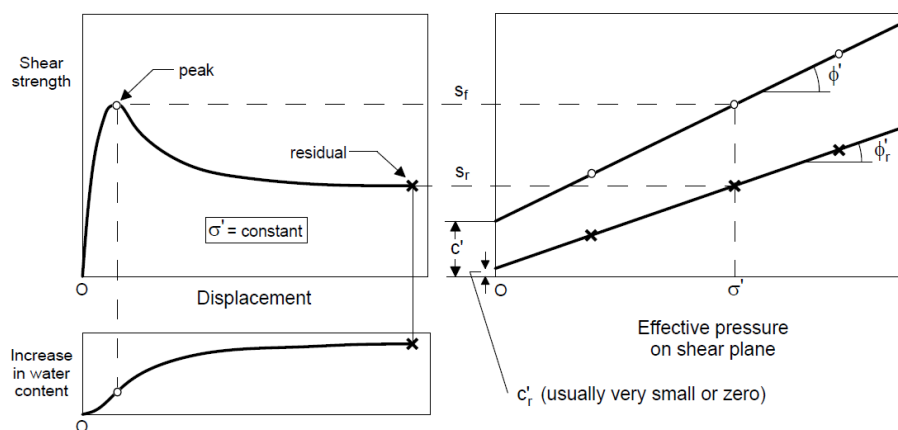 Shear
strength
peak
residual
σ' = constant
O
Displacement
Increase
in water
content
O
s_f
s_r
c'
ϕ'
ϕ'_r
O
σ'
Effective pressure
on shear plane
c'_r (usually very small or zero)